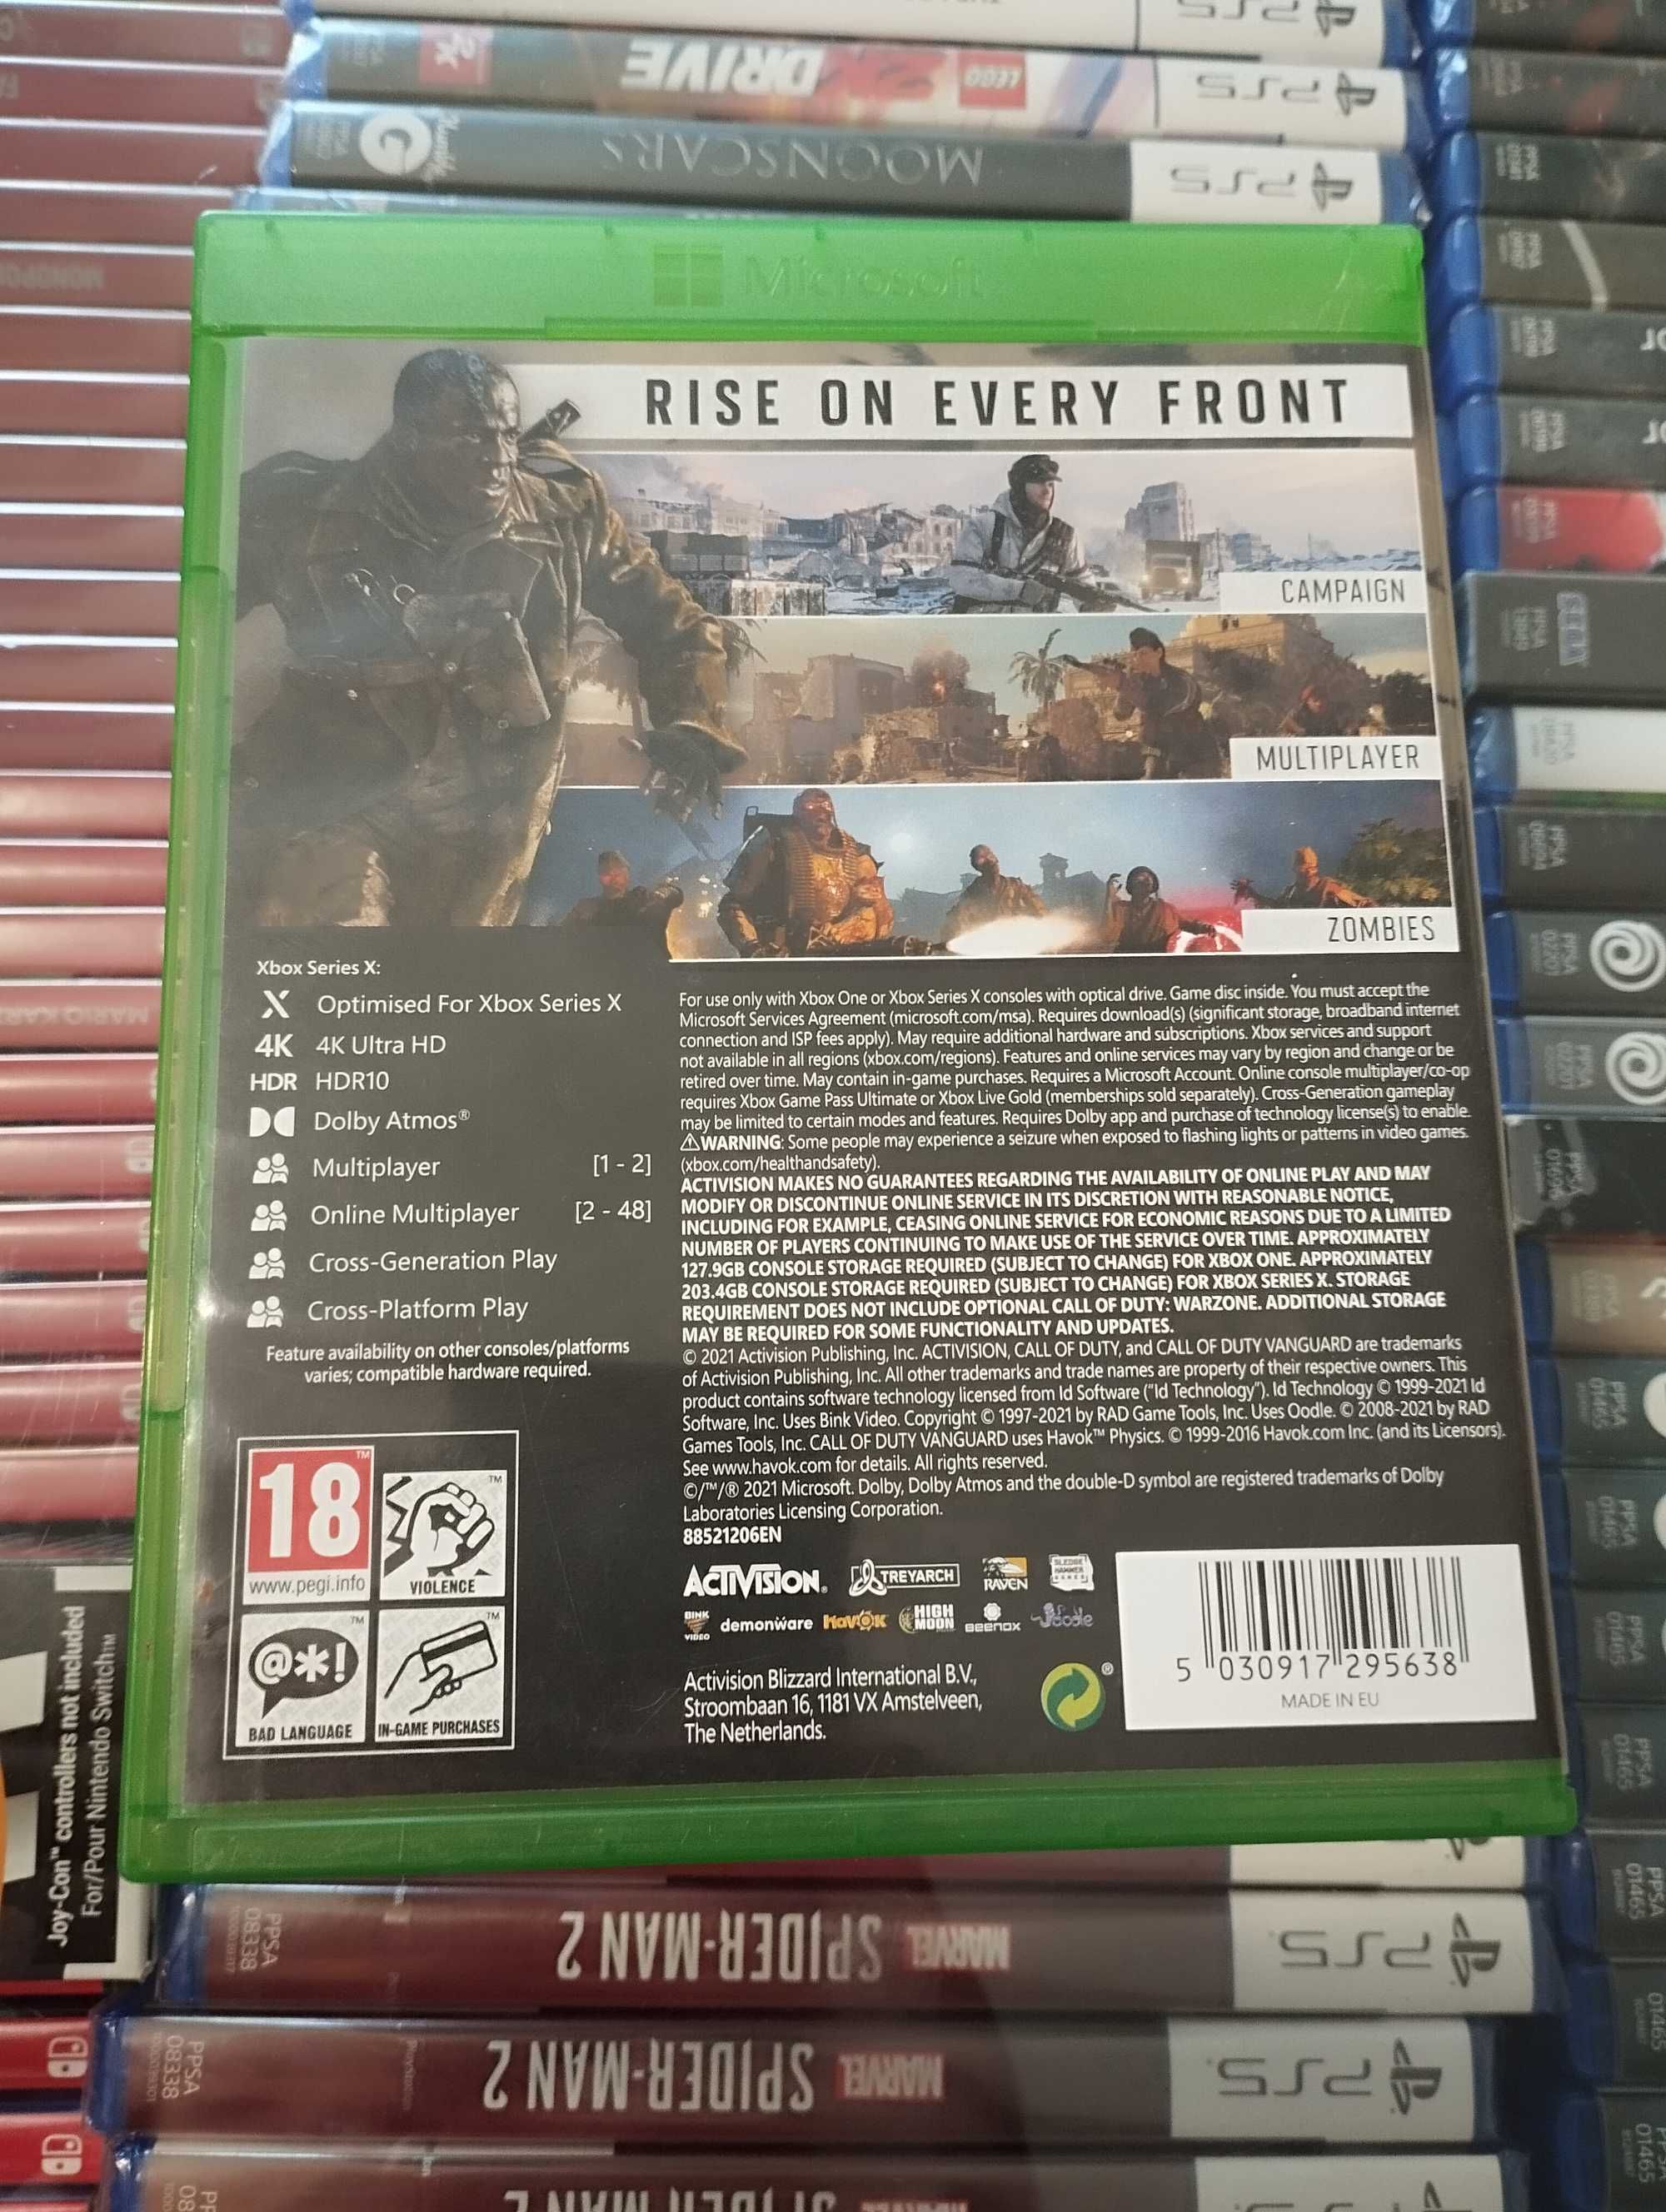 LEGO
DRIVE
PS5
MOONSCARS
PS5
Microsoft
RISE ON EVERY FRONT
CAMPAIGN
MULTIPLAYER
ZOMBIES
Xbox Series X:
Optimised For Xbox Series X
4K 4K Ultra HD
HDR HDR10
Dolby Atmos®
Multiplayer [1 - 2]
Online Multiplayer [2 - 48]
Cross-Generation Play
Cross-Platform Play
Feature availability on other consoles/platforms
varies; compatible hardware required.
For use only with Xbox One or Xbox Series X consoles with optical drive. Game disc inside. You must accept the
Microsoft Services Agreement (microsoft.com/msa). Requires download(s) (significant storage, broadband internet
connection and ISP fees apply). May require additional hardware and subscriptions. Xbox services and support
not available in all regions (xbox.com/regions). Features and online services may vary by region and change or be
retired over time. May contain in-game purchases. Requires a Microsoft Account. Online console multiplayer/co-op
requires Xbox Game Pass Ultimate or Xbox Live Gold (memberships sold separately). Cross-Generation gameplay
may be limited to certain modes and features. Requires Dolby app and purchase of technology license(s) to enable.
⚠WARNING: Some people may experience a seizure when exposed to flashing lights or patterns in video games.
(xbox.com/healthandsafety).
ACTIVISION MAKES NO GUARANTEES REGARDING THE AVAILABILITY OF ONLINE PLAY AND MAY
MODIFY OR DISCONTINUE ONLINE SERVICE IN ITS DISCRETION WITH REASONABLE NOTICE,
INCLUDING FOR EXAMPLE, CEASING ONLINE SERVICE FOR ECONOMIC REASONS DUE TO A LIMITED
NUMBER OF PLAYERS CONTINUING TO MAKE USE OF THE SERVICE OVER TIME. APPROXIMATELY
127.9GB CONSOLE STORAGE REQUIRED (SUBJECT TO CHANGE) FOR XBOX ONE. APPROXIMATELY
203.4GB CONSOLE STORAGE REQUIRED (SUBJECT TO CHANGE) FOR XBOX SERIES X. STORAGE
REQUIREMENT DOES NOT INCLUDE OPTIONAL CALL OF DUTY: WARZONE. ADDITIONAL STORAGE
MAY BE REQUIRED FOR SOME FUNCTIONALITY AND UPDATES.
© 2021 Activision Publishing, Inc. ACTIVISION, CALL OF DUTY, and CALL OF DUTY VANGUARD are trademarks
of Activision Publishing, Inc. All other trademarks and trade names are property of their respective owners. This
product contains software technology licensed from Id Software ("Id Technology"). Id Technology © 1999-2021 Id
Software, Inc. Uses Bink Video. Copyright © 1997-2021 by RAD Game Tools, Inc. Uses Oodle. © 2008-2021 by RAD
Games Tools, Inc. CALL OF DUTY VANGUARD uses Havok™ Physics. © 1999-2016 Havok.com Inc. (and its Licensors).
See www.havok.com for details. All rights reserved.
©/™/® 2021 Microsoft. Dolby, Dolby Atmos and the double-D symbol are registered trademarks of Dolby
Laboratories Licensing Corporation.
88521206EN
18
www.pegi.info
VIOLENCE
@*!
BAD LANGUAGE
IN-GAME PURCHASES
ACTIVISION. TREYARCH RAVEN SLEDGEHAMMER GAMES
BINK VIDEO demonware HAVOK HIGH MOON BEENOX oodle
Activision Blizzard International B.V.,
Stroombaan 16, 1181 VX Amstelveen,
The Netherlands.
5 030917 295638
MADE IN EU
Joy-Con™ controllers not included
For/Pour Nintendo Switch™
PPSA
08338
MARVEL SPIDER-MAN 2
PS5
PPSA
08338
MARVEL SPIDER-MAN 2
PS5